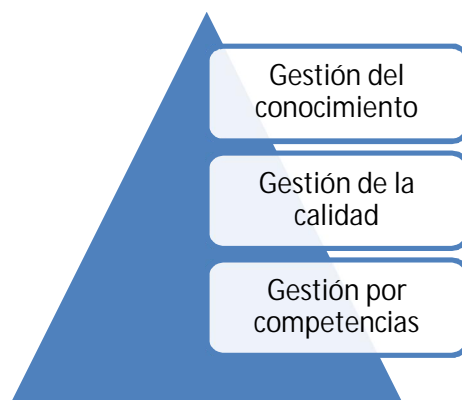 Gestión del
conocimiento
Gestión de la
calidad
Gestión por
competencias